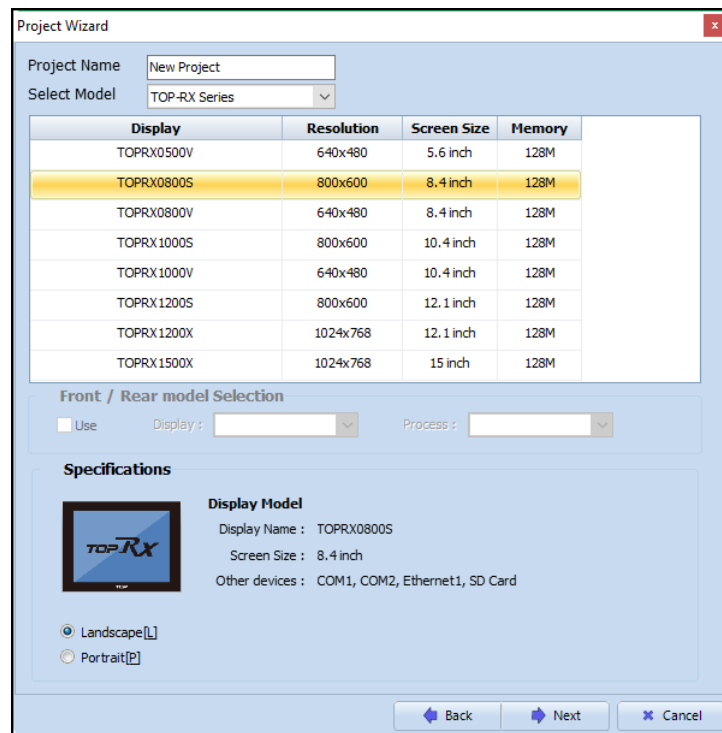 Project Wizard x
Project Name New Project
Select Model TOP-RX Series
Display Resolution Screen Size Memory
TOPRX0500V 640x480 5.6 inch 128M
TOPRX0800S 800x600 8.4 inch 128M
TOPRX0800V 640x480 8.4 inch 128M
TOPRX1000S 800x600 10.4 inch 128M
TOPRX1000V 640x480 10.4 inch 128M
TOPRX1200S 800x600 12.1 inch 128M
TOPRX1200X 1024x768 12.1 inch 128M
TOPRX1500X 1024x768 15 inch 128M
Front / Rear model Selection
Use Display : Process :
Specifications
Display Model
Display Name : TOPRX0800S
TOP Rx
Screen Size : 8.4 inch
Other devices : COM1, COM2, Ethernet1, SD Card
TOP
Landscape[L]
Portrait[P]
Back Next Cancel